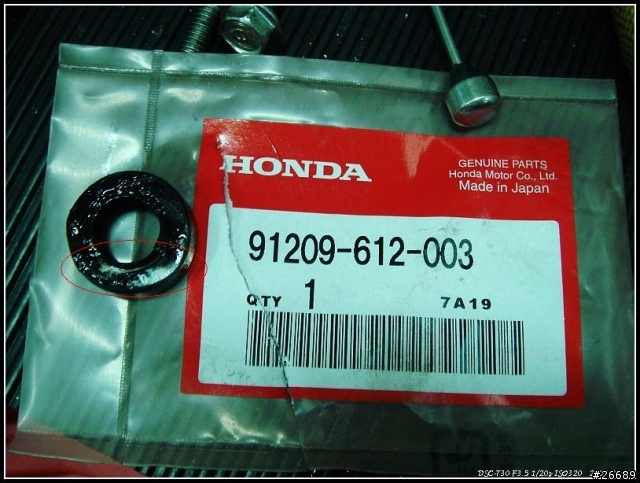 HONDA
GENUINE PARTS
Honda Motor Co., Ltd.
Made in Japan
91209-612-003
QTY 1 7A19
DSC-T30 F3.5 1/20s ISO320
#26689